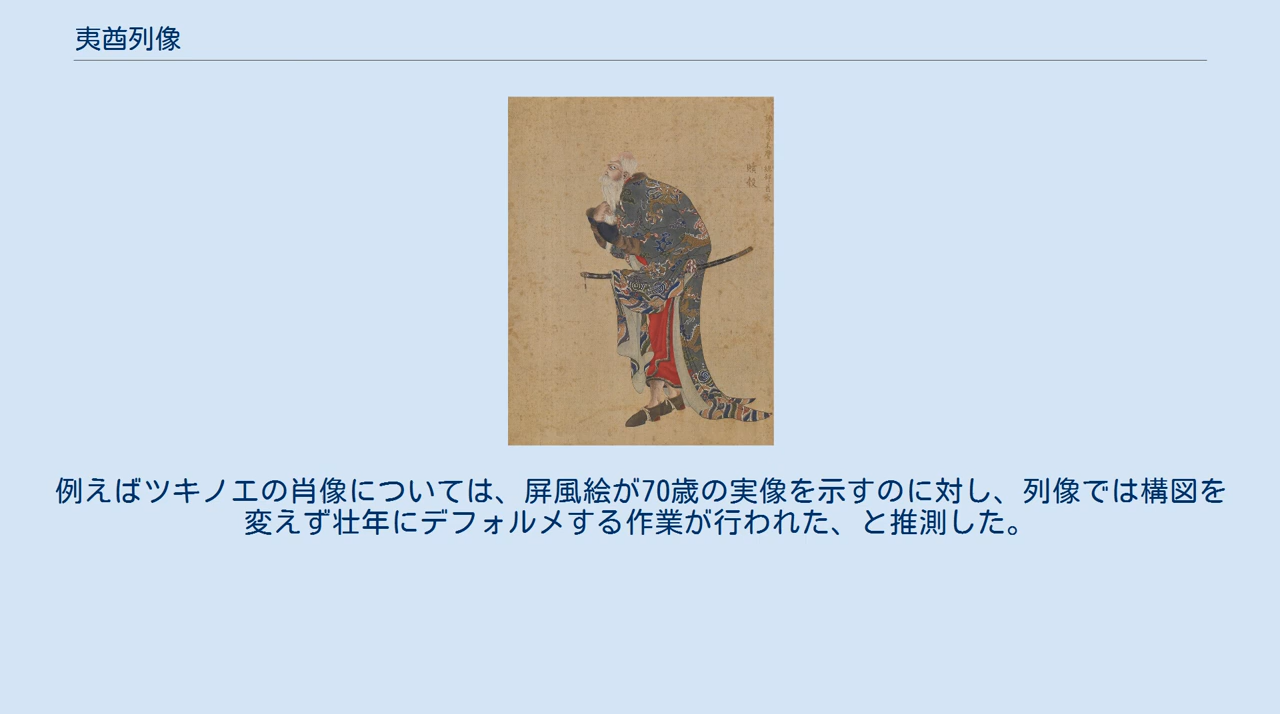 夷酋列像
例えばツキノエの肖像については、屏風絵が70歳の実像を示すのに対し、列像では構図を
変えず壮年にデフォルメする作業が行われた、と推測した。